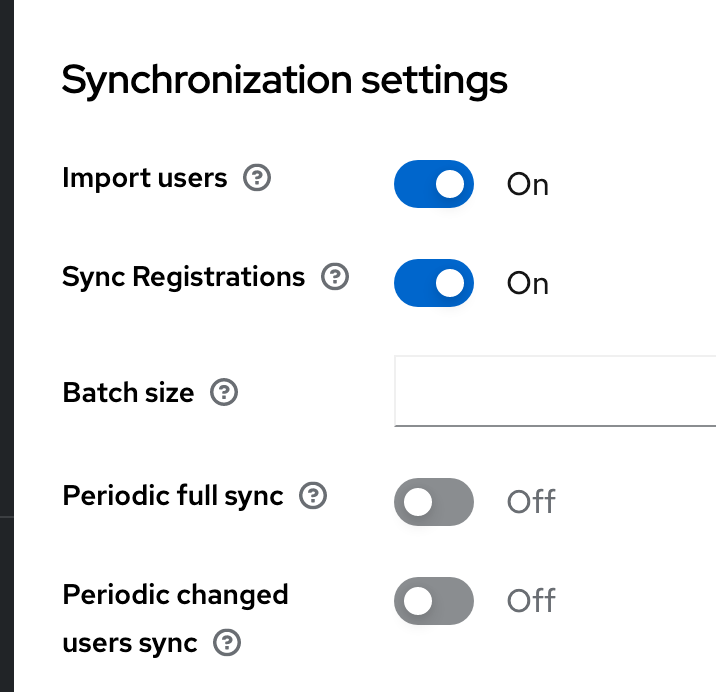 Synchronization settings
Import users
On
Sync Registrations
On
Batch size
Periodic full sync
Off
Periodic changed
users sync
Off